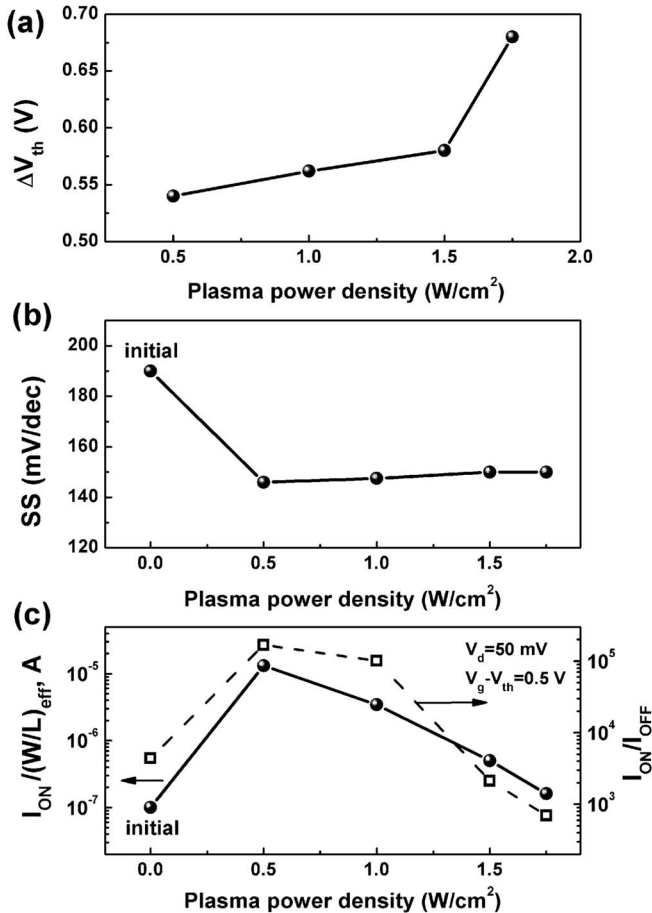 (a)
0.70
0.65
0.60
0.55
0.50
ΔVth (V)
0.5 1.0 1.5 2.0
Plasma power density (W/cm²)
(b)
200
180
160
140
120
SS (mV/dec)
initial
0.0 0.5 1.0 1.5
Plasma power density (W/cm²)
(c)
10⁻⁵
10⁻⁶
10⁻⁷
ION/(W/L)eff, A
Vd=50 mV
Vg-Vth=0.5 V
initial
10⁵
10⁴
10³
ION/IOFF
0.0 0.5 1.0 1.5
Plasma power density (W/cm²)